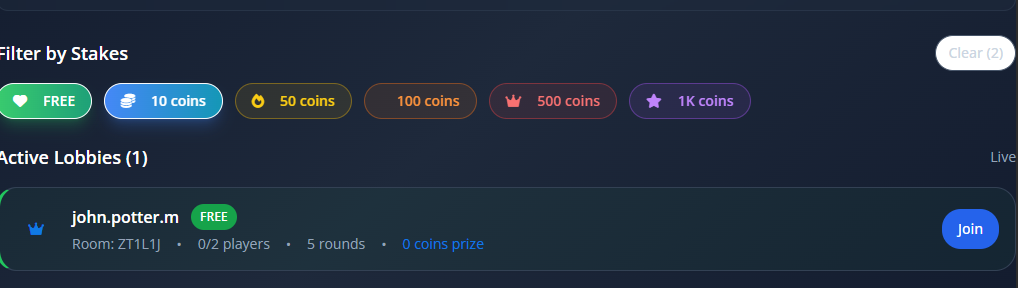 Filter by Stakes
Clear (2)
FREE 10 coins 50 coins 100 coins 500 coins 1K coins
Active Lobbies (1)
Live
john.potter.m FREE
Room: ZT1L1J • 0/2 players • 5 rounds • 0 coins prize
Join